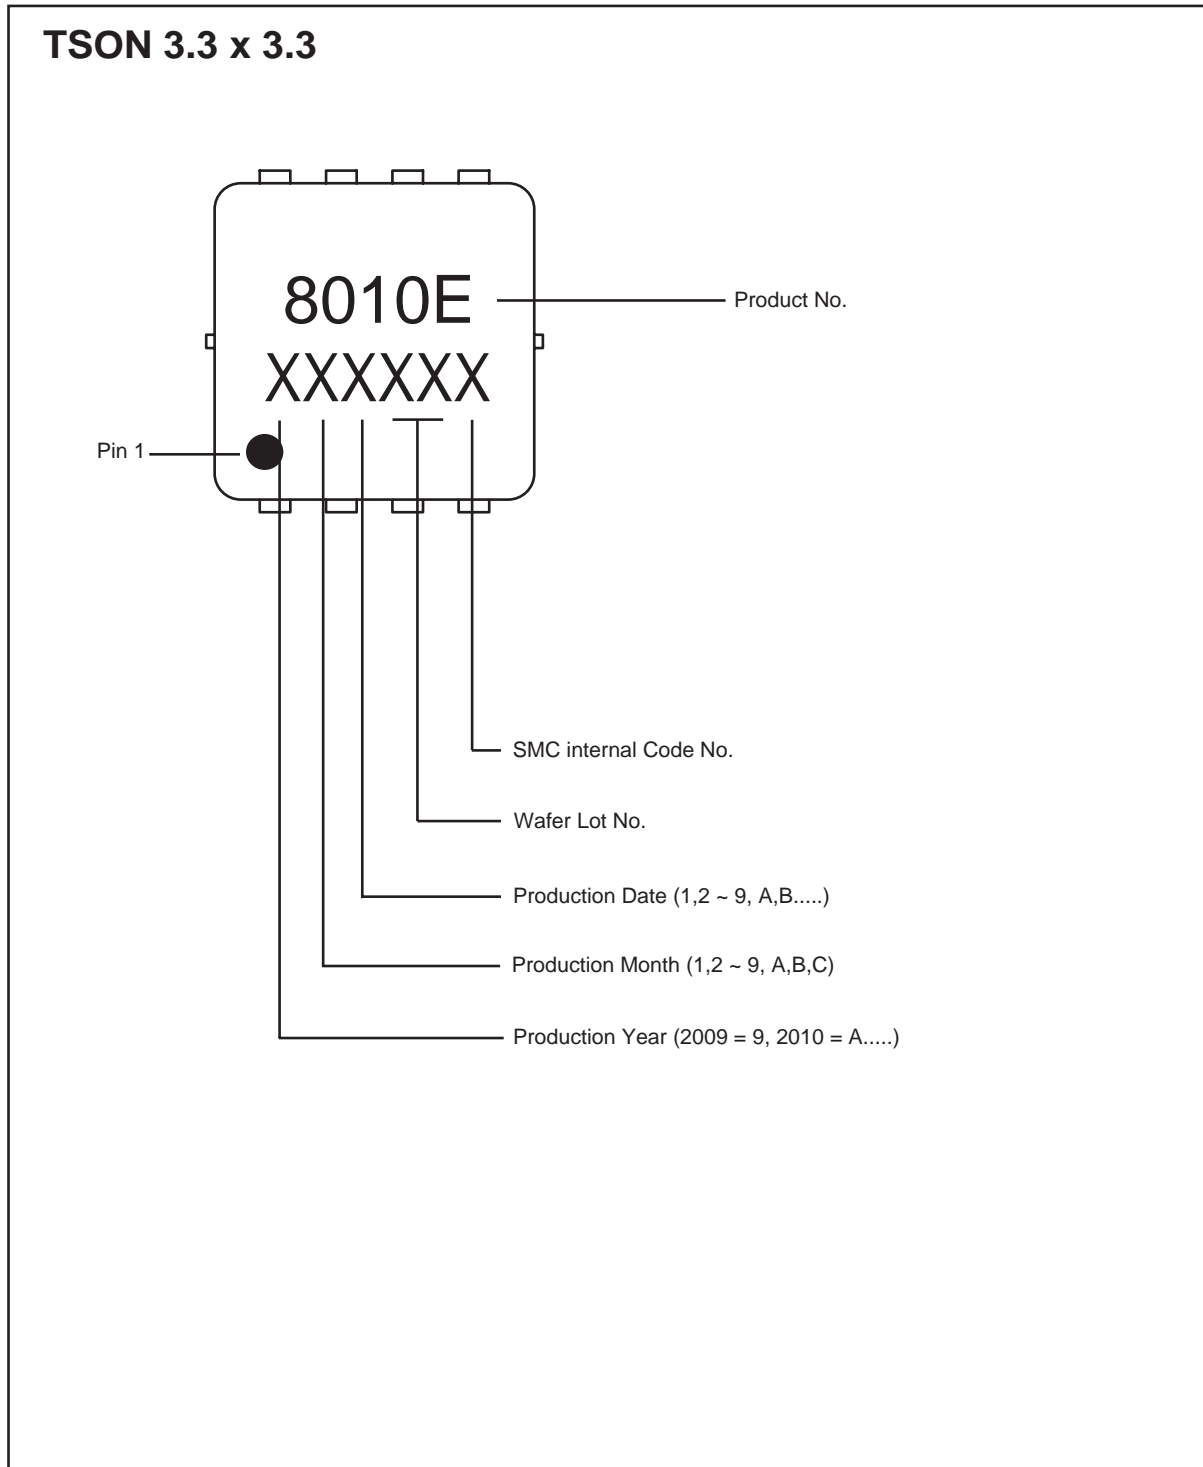 TSON 3.3 x 3.3
8010E
Product No.
XXXXXX
Pin 1
SMC internal Code No.
Wafer Lot No.
Production Date (1,2 ~ 9, A,B.....)
Production Month (1,2 ~ 9, A,B,C)
Production Year (2009 = 9, 2010 = A.....)